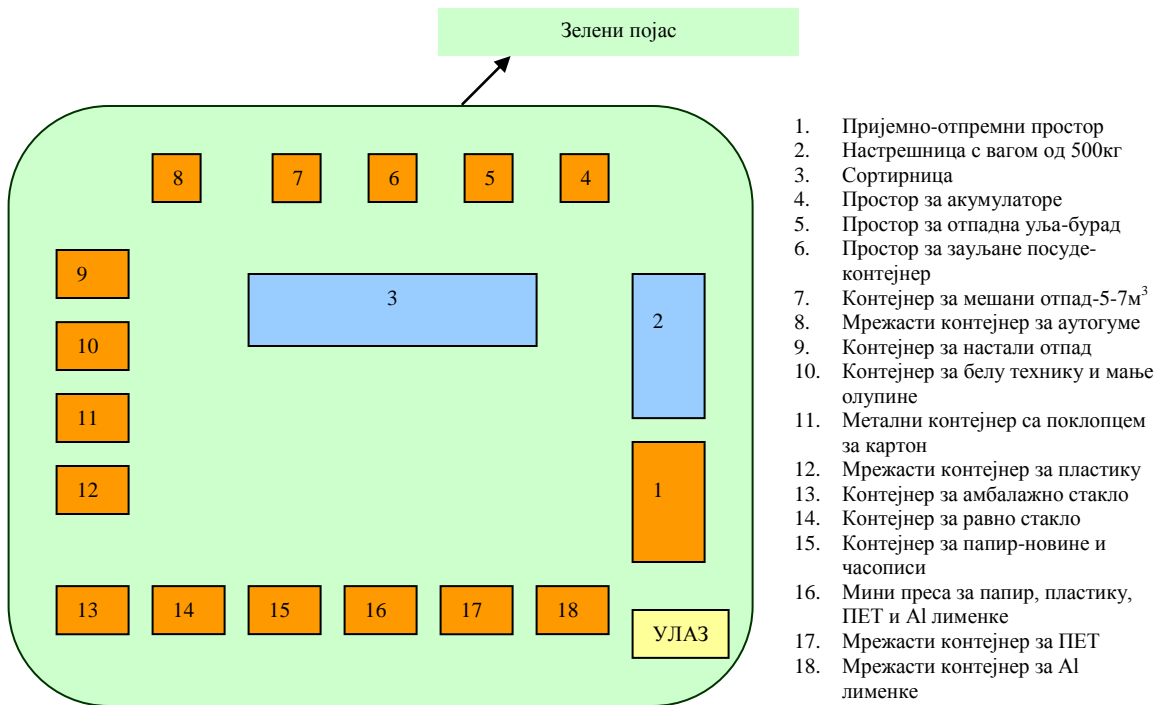 Зелени појас
8
7
6
5
4
9
3
2
10
11
12
1
13
14
15
16
17
18
УЛАЗ
1. Пријемно-отпремни простор
2. Настрешница с вагом од 500кг
3. Сортирница
4. Простор за акумулаторе
5. Простор за отпадна уља-бурад
6. Простор за зауљане посуде-
контејнер
7. Контејнер за мешани отпад-5-7м³
8. Мрежасти контејнер за аутогуме
9. Контејнер за настали отпад
10. Контејнер за белу технику и мање
олупине
11. Метални контејнер са поклопцем
за картон
12. Мрежасти контејнер за пластику
13. Контејнер за амбалажно стакло
14. Контејнер за равно стакло
15. Контејнер за папир-новине и
часописи
16. Мини преса за папир, пластику,
ПЕТ и Al лименке
17. Мрежасти контејнер за ПЕТ
18. Мрежасти контејнер за Al
лименке